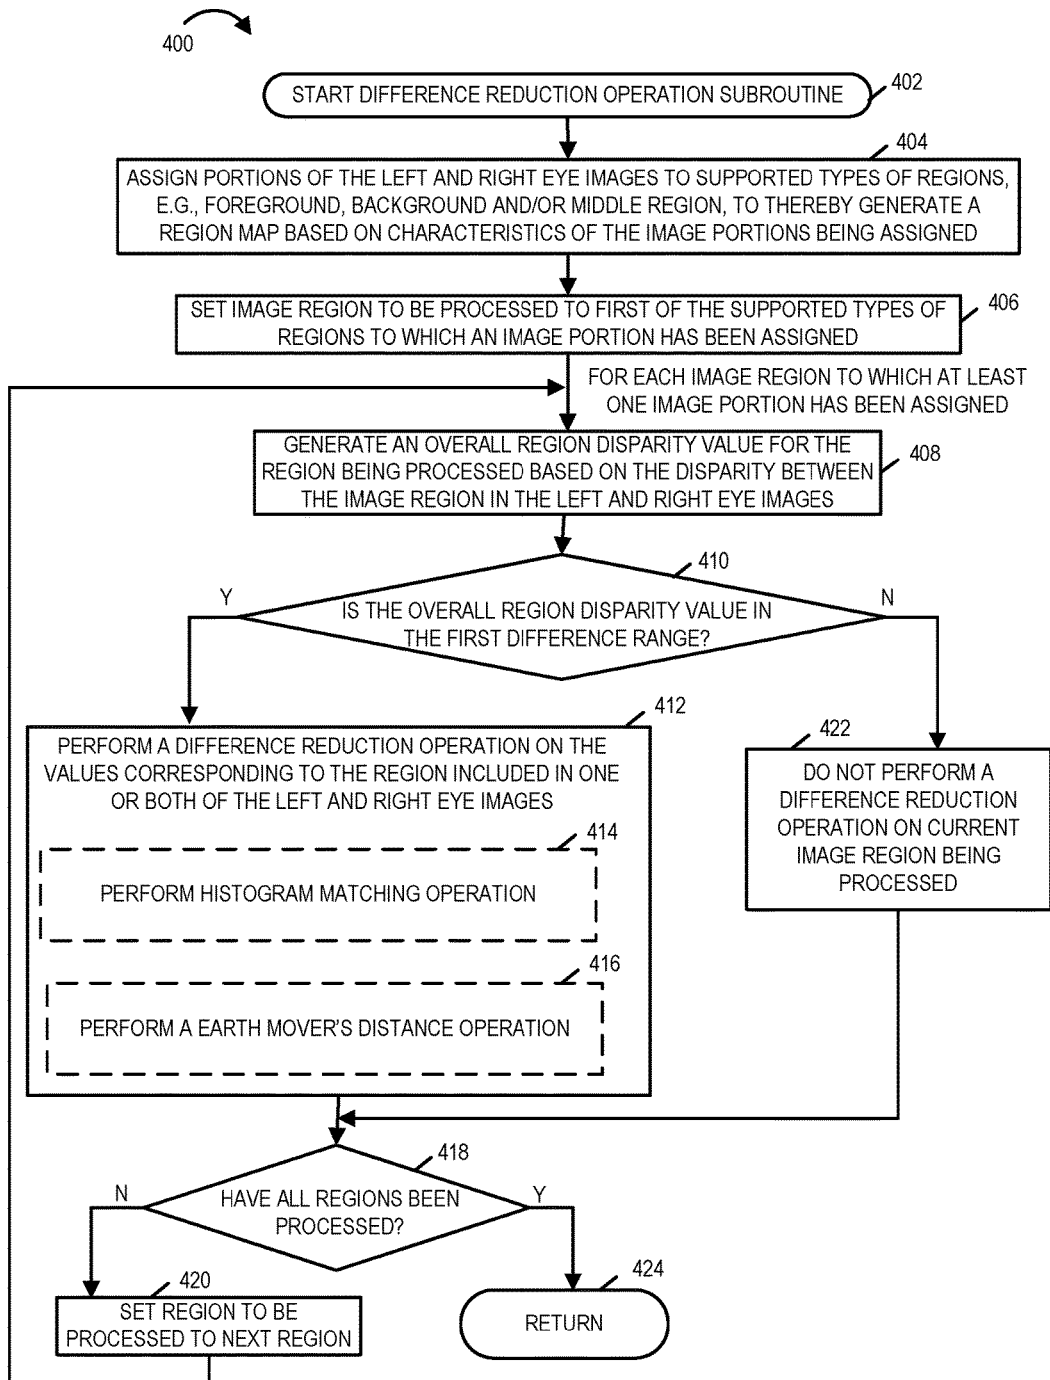 400
START DIFFERENCE REDUCTION OPERATION SUBROUTINE
402
404
ASSIGN PORTIONS OF THE LEFT AND RIGHT EYE IMAGES TO SUPPORTED TYPES OF REGIONS,
E.G., FOREGROUND, BACKGROUND AND/OR MIDDLE REGION, TO THEREBY GENERATE A
REGION MAP BASED ON CHARACTERISTICS OF THE IMAGE PORTIONS BEING ASSIGNED
SET IMAGE REGION TO BE PROCESSED TO FIRST OF THE SUPPORTED TYPES OF
REGIONS TO WHICH AN IMAGE PORTION HAS BEEN ASSIGNED
406
FOR EACH IMAGE REGION TO WHICH AT LEAST
ONE IMAGE PORTION HAS BEEN ASSIGNED
GENERATE AN OVERALL REGION DISPARITY VALUE FOR THE
REGION BEING PROCESSED BASED ON THE DISPARITY BETWEEN
THE IMAGE REGION IN THE LEFT AND RIGHT EYE IMAGES
408
410
Y
N
IS THE OVERALL REGION DISPARITY VALUE IN
THE FIRST DIFFERENCE RANGE?
412
PERFORM A DIFFERENCE REDUCTION OPERATION ON THE
VALUES CORRESPONDING TO THE REGION INCLUDED IN ONE
OR BOTH OF THE LEFT AND RIGHT EYE IMAGES
414
PERFORM HISTOGRAM MATCHING OPERATION
416
PERFORM A EARTH MOVER'S DISTANCE OPERATION
422
DO NOT PERFORM A
DIFFERENCE REDUCTION
OPERATION ON CURRENT
IMAGE REGION BEING
PROCESSED
418
N
Y
HAVE ALL REGIONS BEEN
PROCESSED?
420
SET REGION TO BE
PROCESSED TO NEXT REGION
424
RETURN